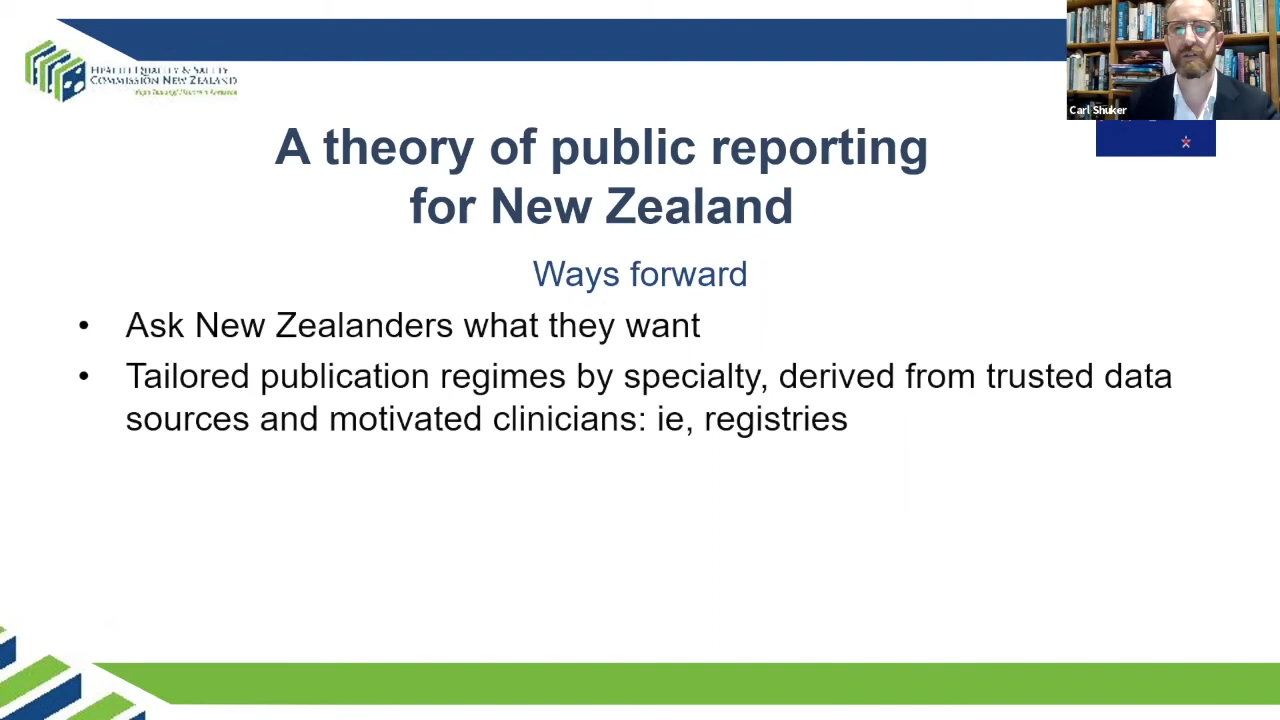 HEALTH QUALITY & SAFETY
COMMISSION NEW ZEALAND
Carl Shuker
A theory of public reporting
for New Zealand
Ways forward
• Ask New Zealanders what they want
• Tailored publication regimes by specialty, derived from trusted data
sources and motivated clinicians: ie, registries